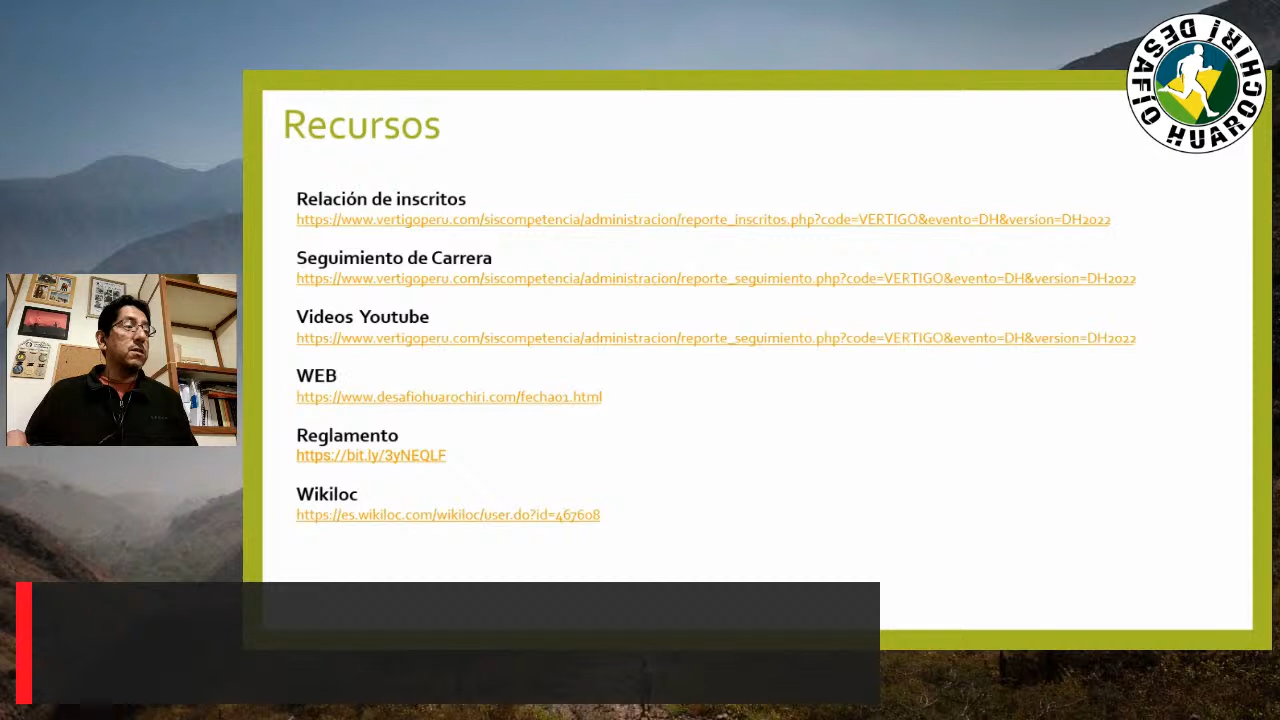 DESAFÍO HUAROCHIRÍ
Recursos
Relación de inscritos
https://www.vertigoperu.com/siscompetencia/administracion/reporte_inscritos.php?code=VERTIGO&evento=DH&version=DH2022
Seguimiento de Carrera
https://www.vertigoperu.com/siscompetencia/administracion/reporte_seguimiento.php?code=VERTIGO&evento=DH&version=DH2022
Videos Youtube
https://www.vertigoperu.com/siscompetencia/administracion/reporte_seguimiento.php?code=VERTIGO&evento=DH&version=DH2022
WEB
https://www.desafiohuarochiri.com/fecha01.html
Reglamento
https://bit.ly/3yNEQLF
Wikiloc
https://es.wikiloc.com/wikiloc/user.do?id=467608